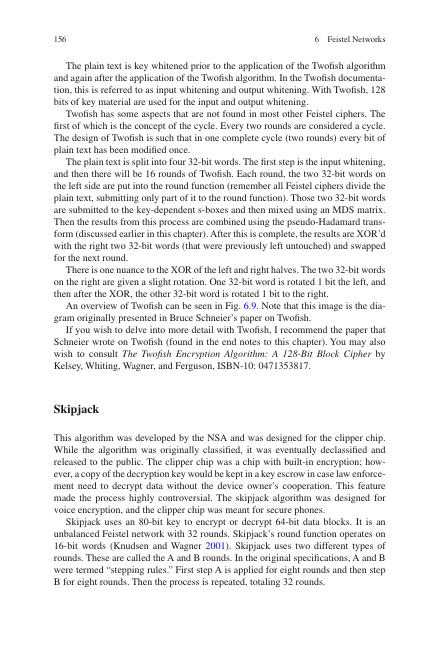 156
6 Feistel Networks
The plain text is key whitened prior to the application of the Twofish algorithm
and again after the application of the Twofish algorithm. In the Twofish documenta-
tion, this is referred to as input whitening and output whitening. With Twofish, 128
bits of key material are used for the input and output whitening.
Twofish has some aspects that are not found in most other Feistel ciphers. The
first of which is the concept of the cycle. Every two rounds are considered a cycle.
The design of Twofish is such that in one complete cycle (two rounds) every bit of
plain text has been modified once.
The plain text is split into four 32-bit words. The first step is the input whitening,
and then there will be 16 rounds of Twofish. Each round, the two 32-bit words on
the left side are put into the round function (remember all Feistel ciphers divide the
plain text, submitting only part of it to the round function). Those two 32-bit words
are submitted to the key-dependent s-boxes and then mixed using an MDS matrix.
Then the results from this process are combined using the pseudo-Hadamard trans-
form (discussed earlier in this chapter). After this is complete, the results are XOR’d
with the right two 32-bit words (that were previously left untouched) and swapped
for the next round.
There is one nuance to the XOR of the left and right halves. The two 32-bit words
on the right are given a slight rotation. One 32-bit word is rotated 1 bit the left, and
then after the XOR, the other 32-bit word is rotated 1 bit to the right.
An overview of Twofish can be seen in Fig. 6.9. Note that this image is the dia-
gram originally presented in Bruce Schneier’s paper on Twofish.
If you wish to delve into more detail with Twofish, I recommend the paper that
Schneier wrote on Twofish (found in the end notes to this chapter). You may also
wish to consult The Twofish Encryption Algorithm: A 128-Bit Block Cipher by
Kelsey, Whiting, Wagner, and Ferguson, ISBN-10: 0471353817.
Skipjack
This algorithm was developed by the NSA and was designed for the clipper chip.
While the algorithm was originally classified, it was eventually declassified and
released to the public. The clipper chip was a chip with built-in encryption; how-
ever, a copy of the decryption key would be kept in a key escrow in case law enforce-
ment need to decrypt data without the device owner’s cooperation. This feature
made the process highly controversial. The skipjack algorithm was designed for
voice encryption, and the clipper chip was meant for secure phones.
Skipjack uses an 80-bit key to encrypt or decrypt 64-bit data blocks. It is an
unbalanced Feistel network with 32 rounds. Skipjack’s round function operates on
16-bit words (Knudsen and Wagner 2001). Skipjack uses two different types of
rounds. These are called the A and B rounds. In the original specifications, A and B
were termed “stepping rules.” First step A is applied for eight rounds and then step
B for eight rounds. Then the process is repeated, totaling 32 rounds.